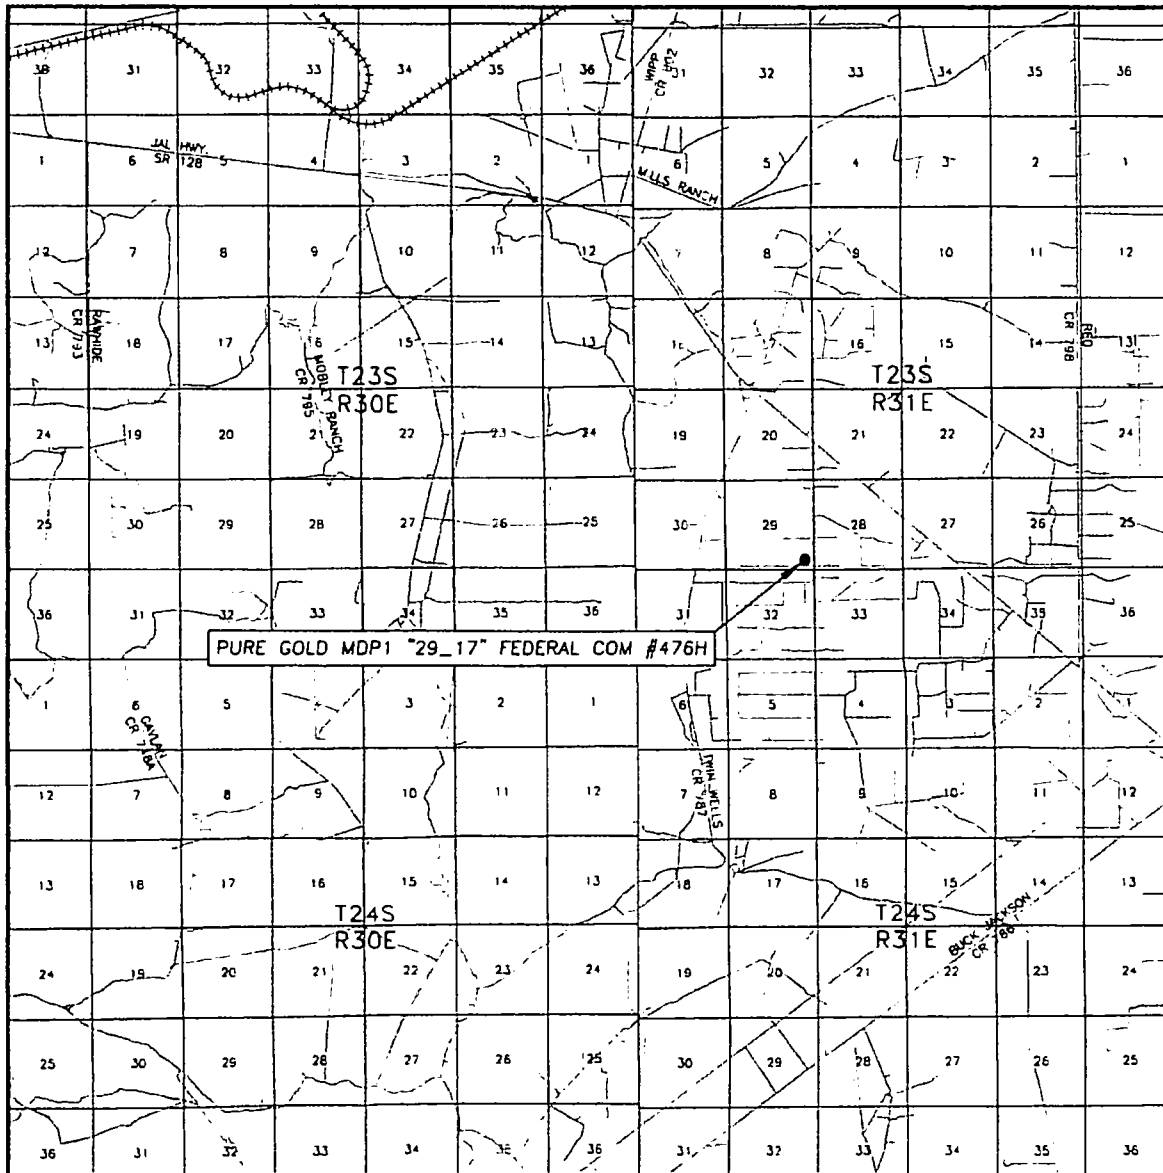 36 31 32 33 34 35 36 31 32 33 34 35 36
WIPP
CR 802
1 6 5 4 3 2 1 6 5 4 3 2 1
JAL HWY.
SR 128
MILLS RANCH
12 7 8 9 10 11 12 7 8 9 10 11 12
RAWHIDE
CR 793
RED
CR 798
13 18 17 16 15 14 13 17 16 15 14 13
MOBLEY RANCH
CR 795
T23S
R30E
T23S
R31E
24 19 20 21 22 23 24 19 20 21 22 23 24
25 30 29 28 27 26 25 30 29 28 27 26 25
36 31 32 33 34 35 36 31 32 33 34 35 36
PURE GOLD MDP1 "29_17" FEDERAL COM #476H
1 6 5 3 2 1 6 5 4 3 2
CR 748A
TWIN WELLS
CR 787
12 7 8 9 10 11 12 7 8 9 10 11 12
13 18 17 16 15 14 13 18 17 16 15 14 13
T24S
R30E
T24S
R31E
BUCK JACKSON
24 19 20 21 22 23 24 19 20 21 22 23 24
25 30 29 28 27 26 25 30 29 28 27 26 25
36 31 32 33 34 35 36 31 32 33 34 35 36